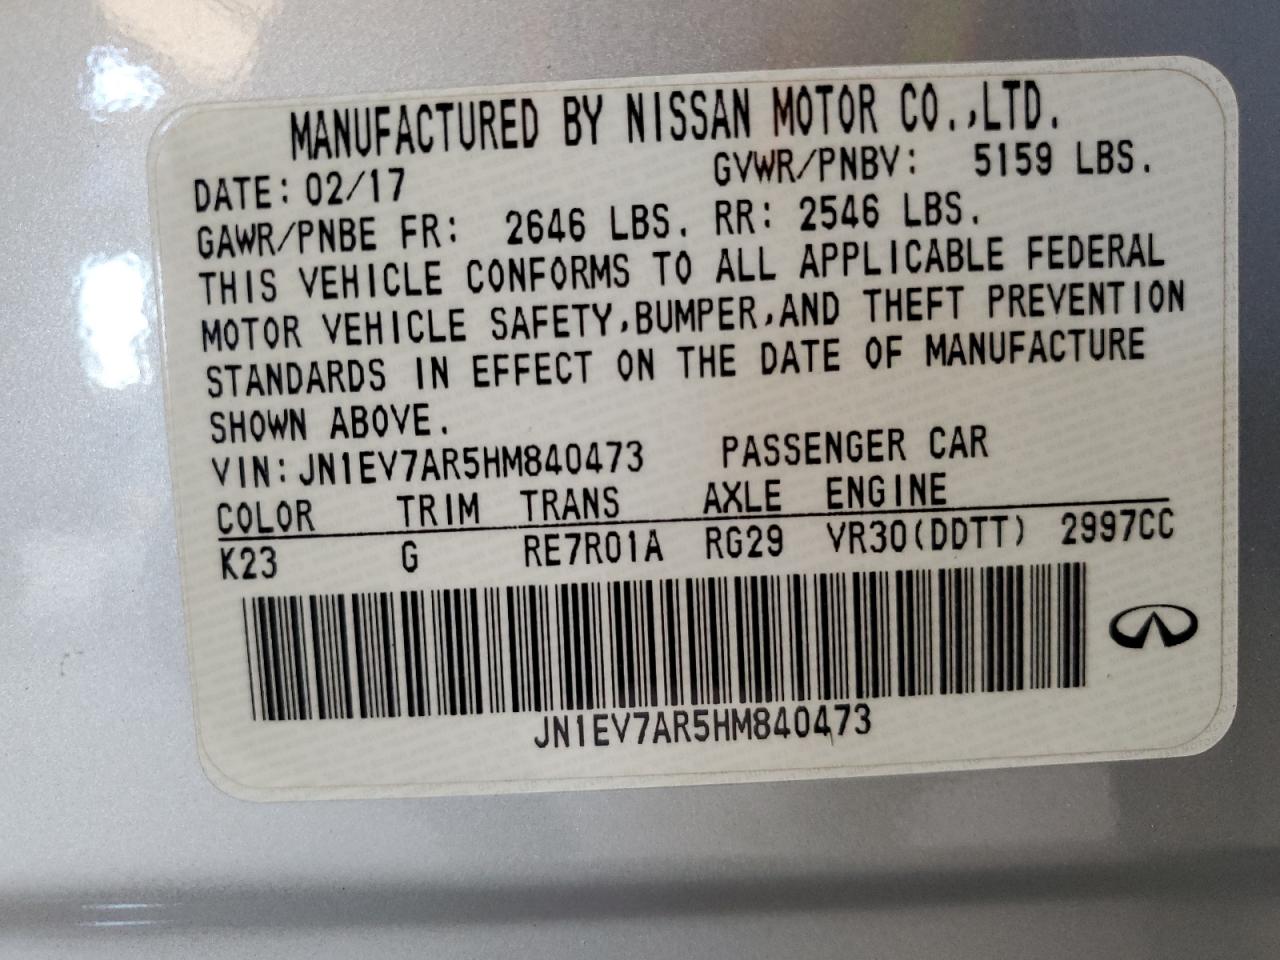 MANUFACTURED BY NISSAN MOTOR CO.,LTD.
DATE: 02/17 GVWR/PNBV: 5159 LBS.
GAWR/PNBE FR: 2646 LBS. RR: 2546 LBS.
THIS VEHICLE CONFORMS TO ALL APPLICABLE FEDERAL
MOTOR VEHICLE SAFETY,BUMPER,AND THEFT PREVENTION
STANDARDS IN EFFECT ON THE DATE OF MANUFACTURE
SHOWN ABOVE.
VIN:JN1EV7AR5HM840473 PASSENGER CAR
COLOR TRIM TRANS AXLE ENGINE
K23 G RE7R01A RG29 VR30(DDTT) 2997CC
JN1EV7AR5HM840473